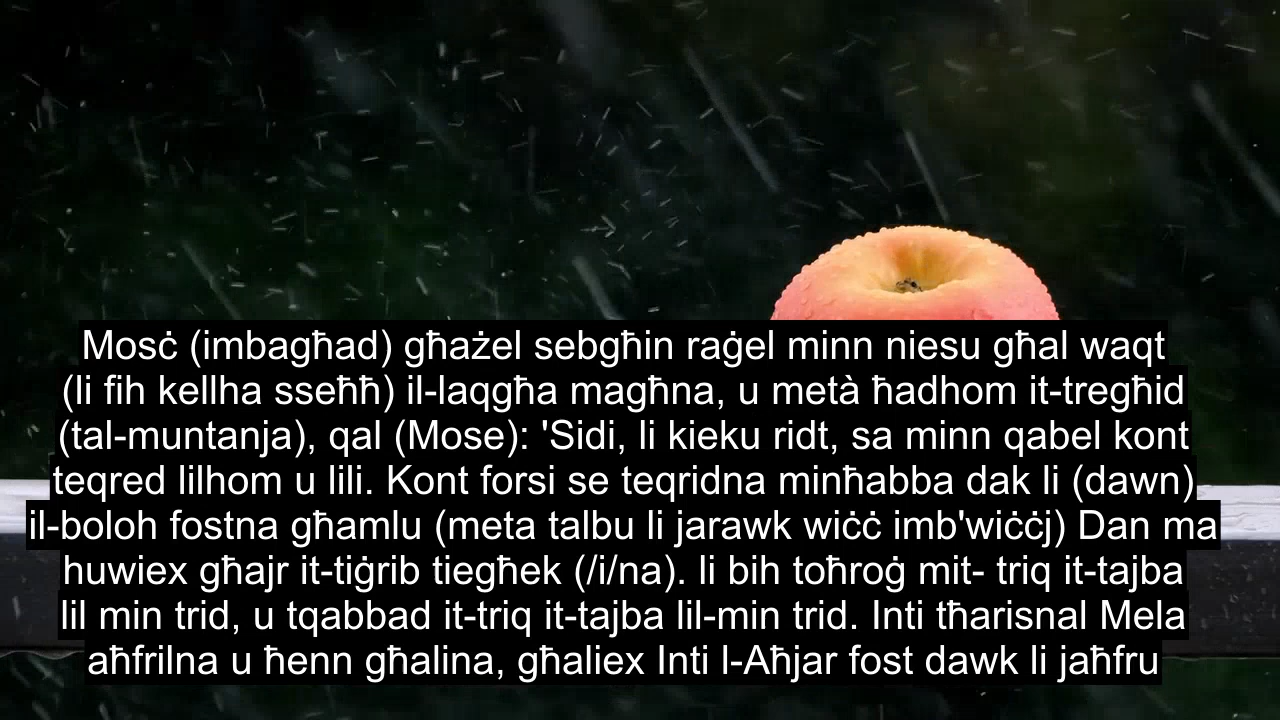 Mosċ (imbagħad) għażel sebgħin raġel minn niesu għal waqt
(li fih kellha sseħħ) il-laqgħa magħna, u metà ħadhom it-tregħid
(tal-muntanja), qal (Mose): 'Sidi, li kieku ridt, sa minn qabel kont
teqred lilhom u lili. Kont forsi se teqridna minħabba dak li (dawn)
il-boloh fostna għamlu (meta talbu li jarawk wiċċ imb'wiċċj) Dan ma
huwiex għajr it-tiġrib tiegħek (/i/na). li bih toħroġ mit- triq it-tajba
lil min trid, u tqabbad it-triq it-tajba lil-min trid. Inti tħarisnal Mela
aħfrilna u ħenn għalina, għaliex Inti l-Aħjar fost dawk li jaħfru